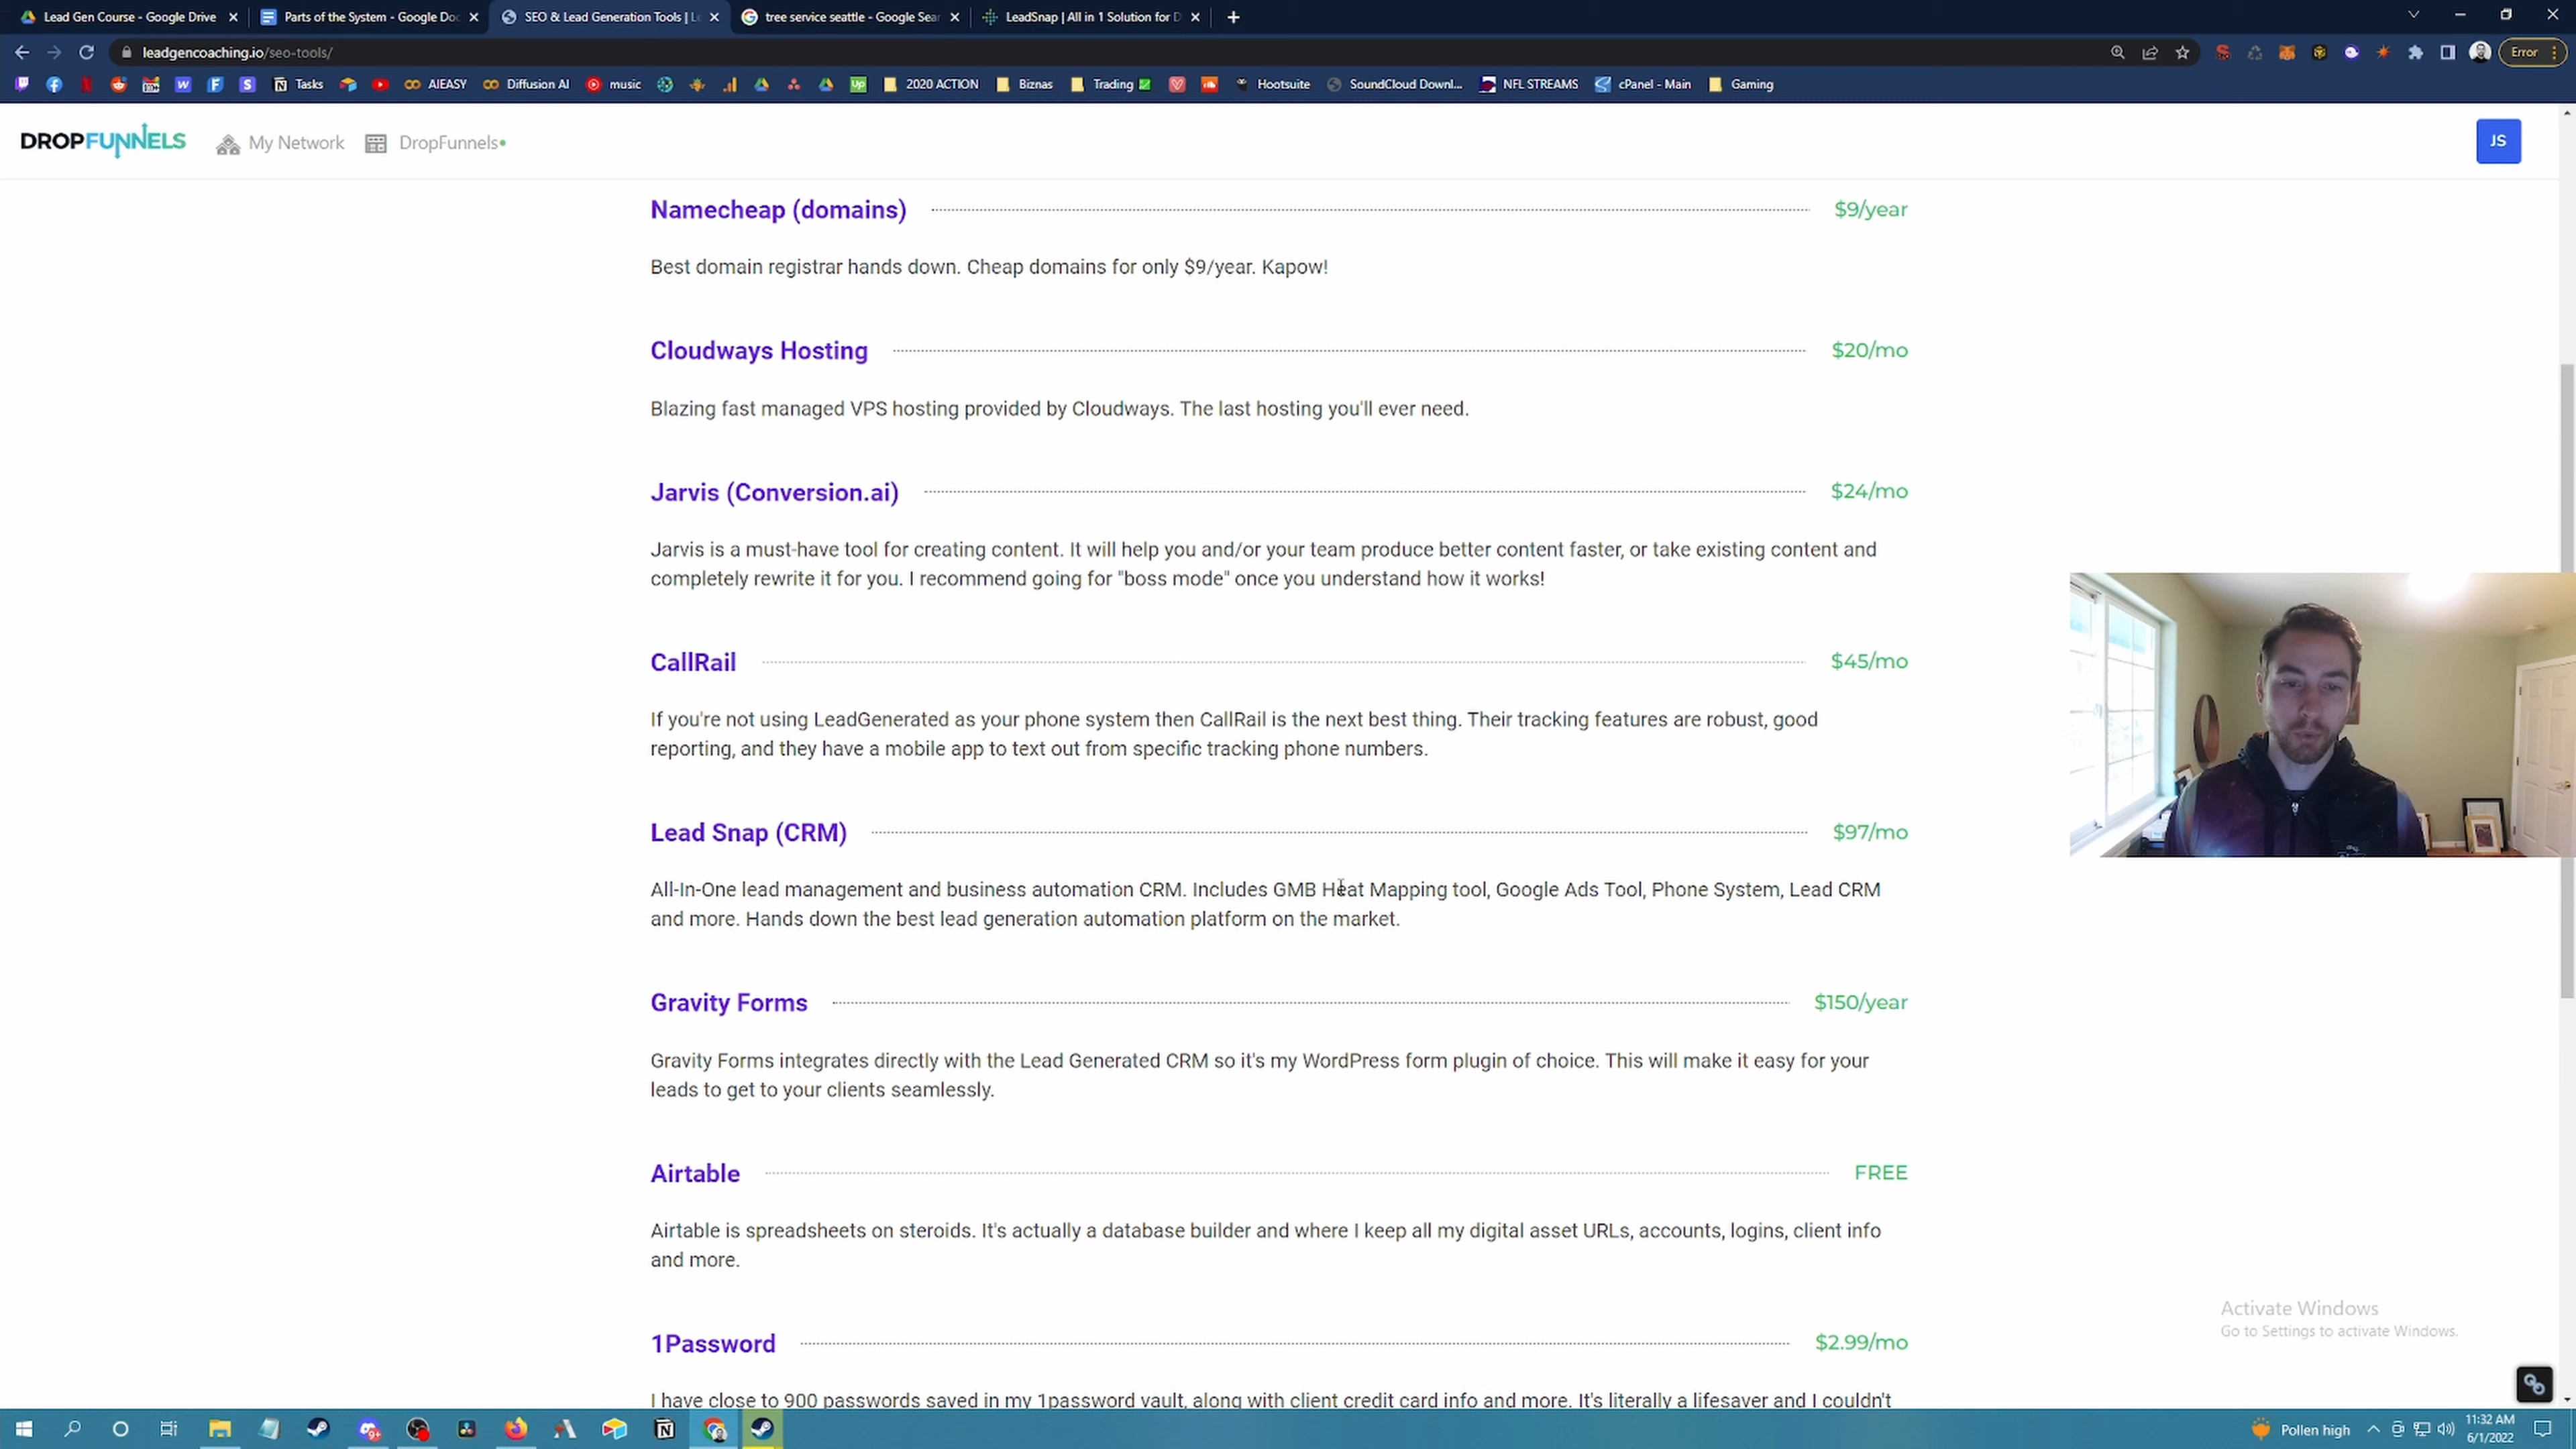 Lead Gen Course - Google Drive
Parts of the System - Google Doc
SEO & Lead Generation Tools | L
tree service seattle - Google Sear
LeadSnap | All in 1 Solution for D
leadgencoaching.io/seo-tools/
Error
Tasks
AIEASY
Diffusion AI
music
2020 ACTION
Biznas
Trading
Hootsuite
SoundCloud Downl...
NFL STREAMS
cPanel - Main
Gaming
DROPFUNNELS
My Network
DropFunnels
JS
Namecheap (domains) $9/year
Best domain registrar hands down. Cheap domains for only $9/year. Kapow!
Cloudways Hosting $20/mo
Blazing fast managed VPS hosting provided by Cloudways. The last hosting you'll ever need.
Jarvis (Conversion.ai) $24/mo
Jarvis is a must-have tool for creating content. It will help you and/or your team produce better content faster, or take existing content and
completely rewrite it for you. I recommend going for "boss mode" once you understand how it works!
CallRail $45/mo
If you're not using LeadGenerated as your phone system then CallRail is the next best thing. Their tracking features are robust, good
reporting, and they have a mobile app to text out from specific tracking phone numbers.
Lead Snap (CRM) $97/mo
All-In-One lead management and business automation CRM. Includes GMB Heat Mapping tool, Google Ads Tool, Phone System, Lead CRM
and more. Hands down the best lead generation automation platform on the market.
Gravity Forms $150/year
Gravity Forms integrates directly with the Lead Generated CRM so it's my WordPress form plugin of choice. This will make it easy for your
leads to get to your clients seamlessly.
Airtable FREE
Airtable is spreadsheets on steroids. It's actually a database builder and where I keep all my digital asset URLs, accounts, logins, client info
and more.
1Password $2.99/mo
I have close to 900 passwords saved in my 1password vault, along with client credit card info and more. It's literally a lifesaver and I couldn't
Activate Windows
Go to Settings to activate Windows.
Pollen high
11:32 AM
6/1/2022